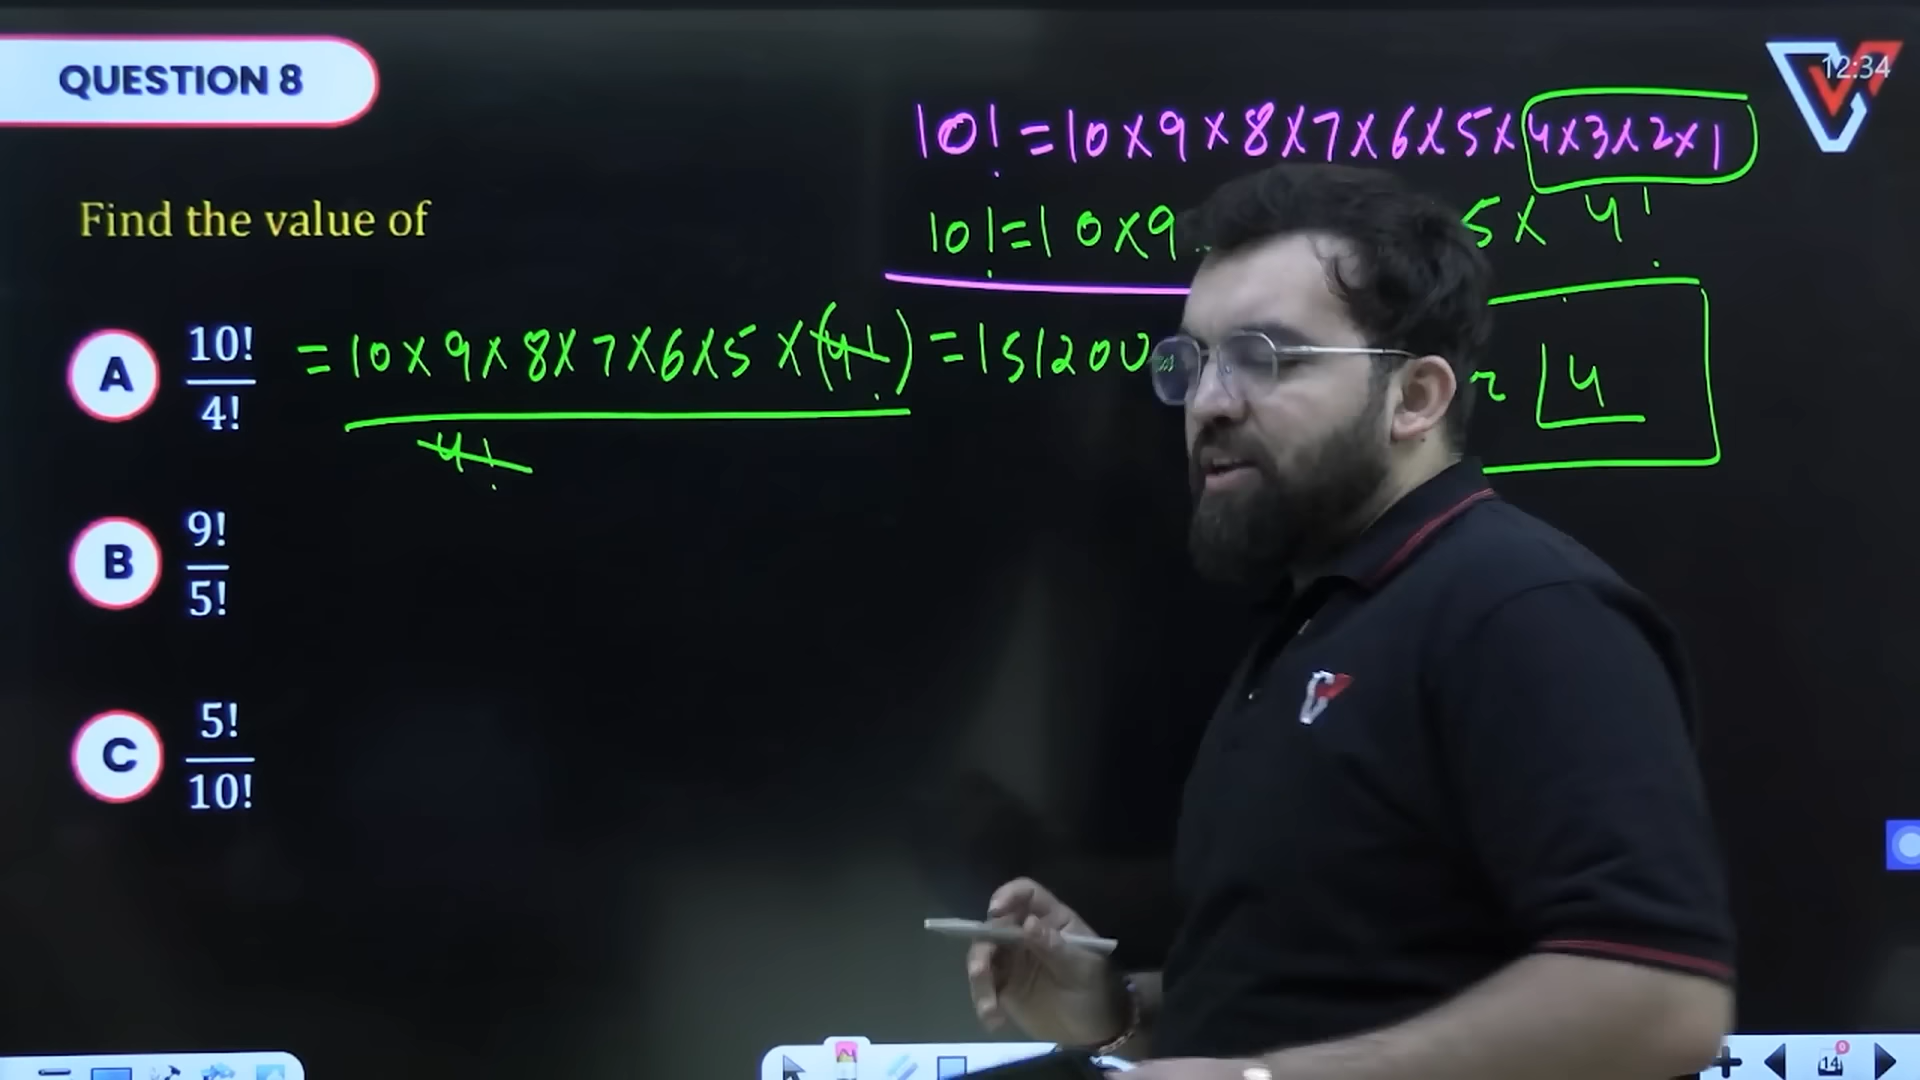 QUESTION 8
12:34
10! = 10 × 9 × 8 × 7 × 6 × 5 × 4 × 3 × 2 × 1
10! = 10 × 9 5 × 4!
Find the value of
A 10!/4! = 10 × 9 × 8 × 7 × 6 × 5 × (4!) / 4! = 151200
4
B 9!/5!
C 5!/10!
14